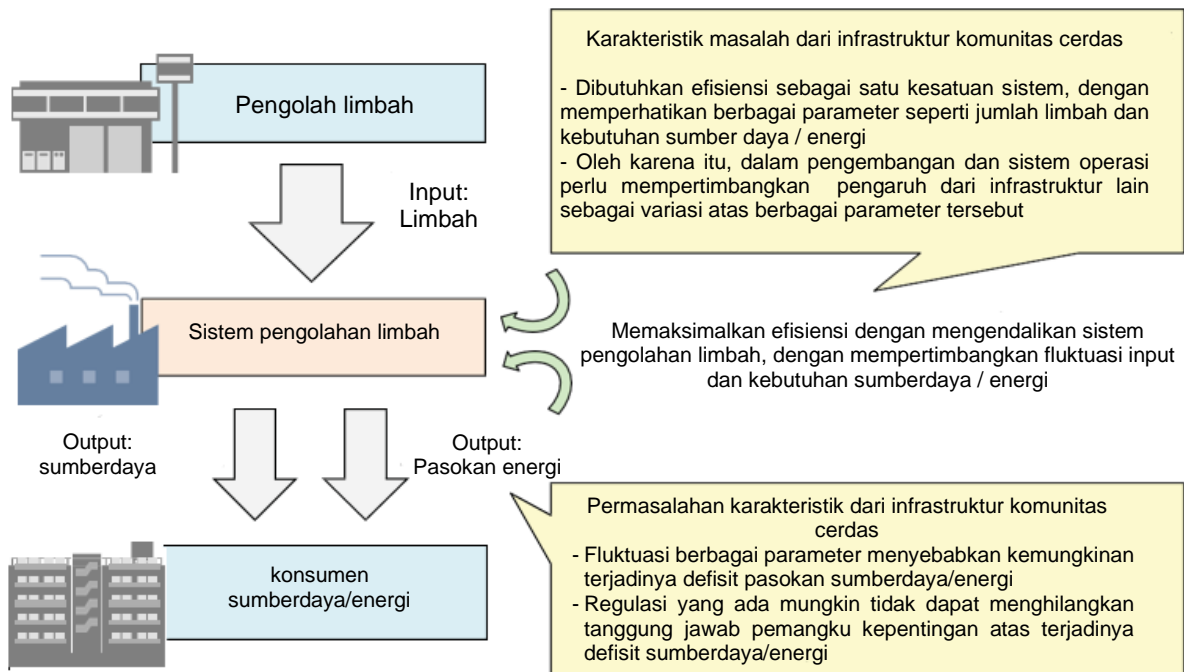 Karakteristik masalah dari infrastruktur komunitas cerdas
- Dibutuhkan efisiensi sebagai satu kesatuan sistem, dengan
memperhatikan berbagai parameter seperti jumlah limbah dan
kebutuhan sumber daya / energi
- Oleh karena itu, dalam pengembangan dan sistem operasi
perlu mempertimbangkan pengaruh dari infrastruktur lain
sebagai variasi atas berbagai parameter tersebut
Pengolah limbah
Input:
Limbah
Sistem pengolahan limbah
Memaksimalkan efisiensi dengan mengendalikan sistem
pengolahan limbah, dengan mempertimbangkan fluktuasi input
dan kebutuhan sumberdaya / energi
Output:
sumberdaya
Output:
Pasokan energi
Permasalahan karakteristik dari infrastruktur komunitas
cerdas
- Fluktuasi berbagai parameter menyebabkan kemungkinan
terjadinya defisit pasokan sumberdaya/energi
- Regulasi yang ada mungkin tidak dapat menghilangkan
tanggung jawab pemangku kepentingan atas terjadinya
defisit sumberdaya/energi
konsumen
sumberdaya/energi